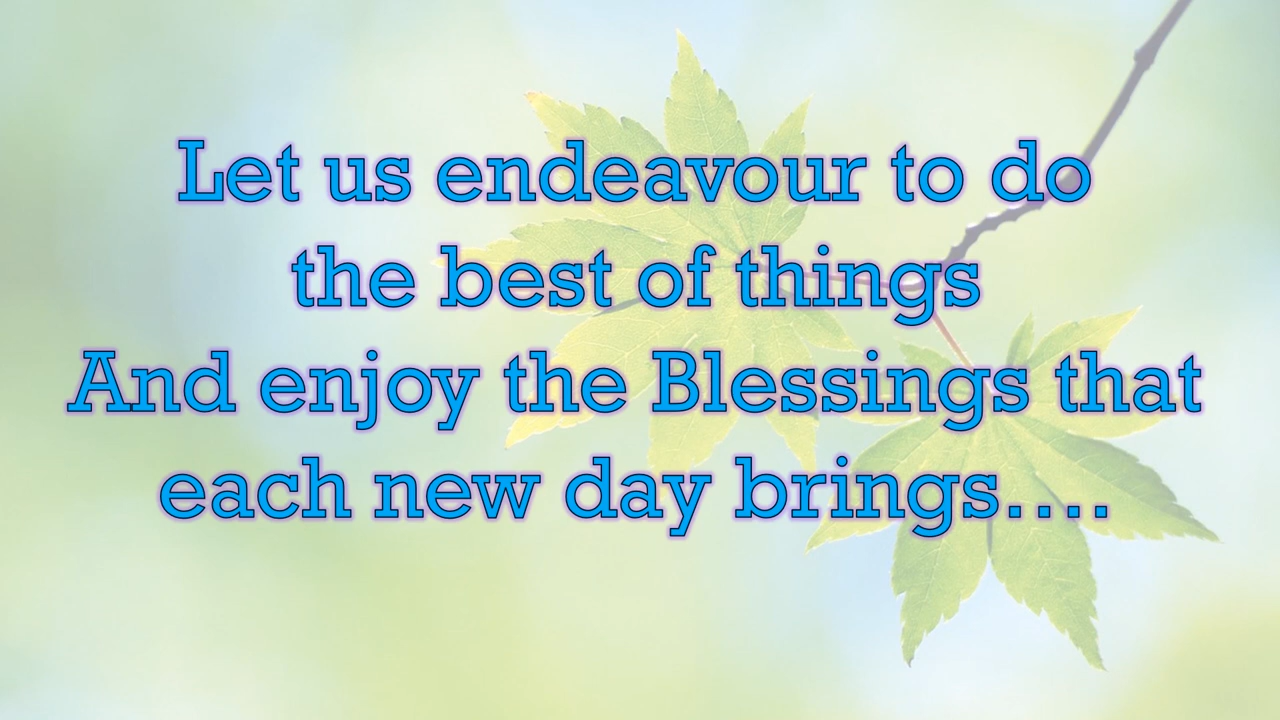 Let us endeavour to do
the best of things
And enjoy the Blessings that
each new day brings....